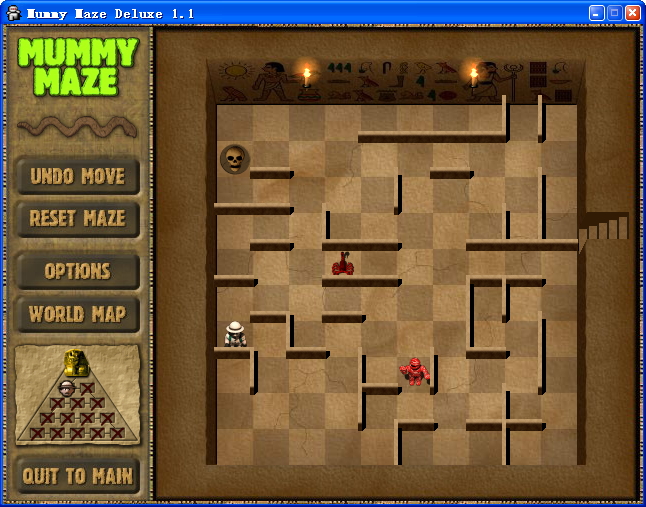 Mummy Maze Deluxe 1.1
MUMMY
MAZE
UNDO MOVE
RESET MAZE
OPTIONS
WORLD MAP
QUIT TO MAIN